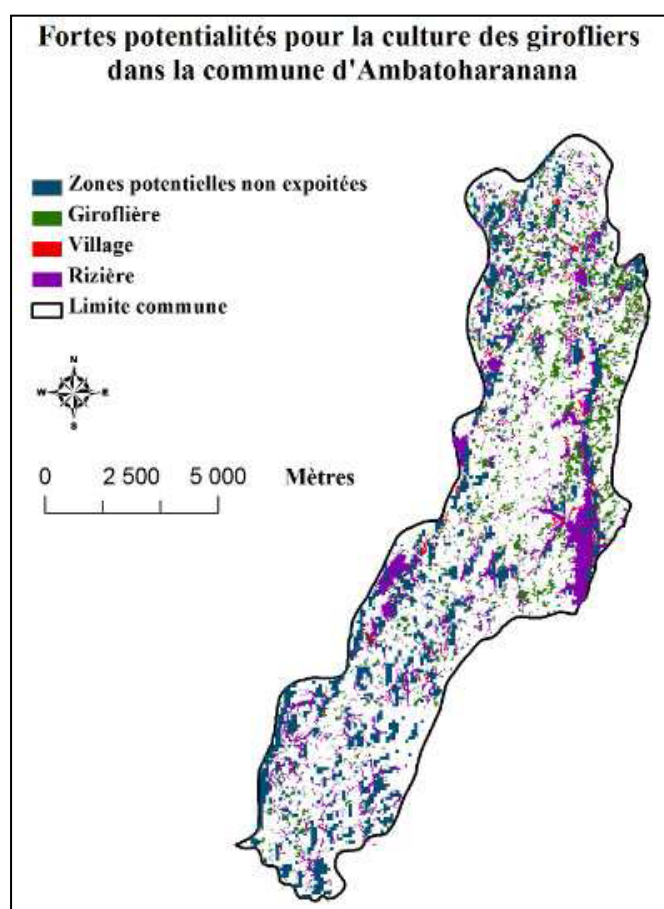 Fortes potentialités pour la culture des girofliers
dans la commune d'Ambatoharanana
Zones potentielles non expoitées
Giroflière
Village
Rizière
Limite commune
N
W E
S
0 2 500 5 000 Mètres